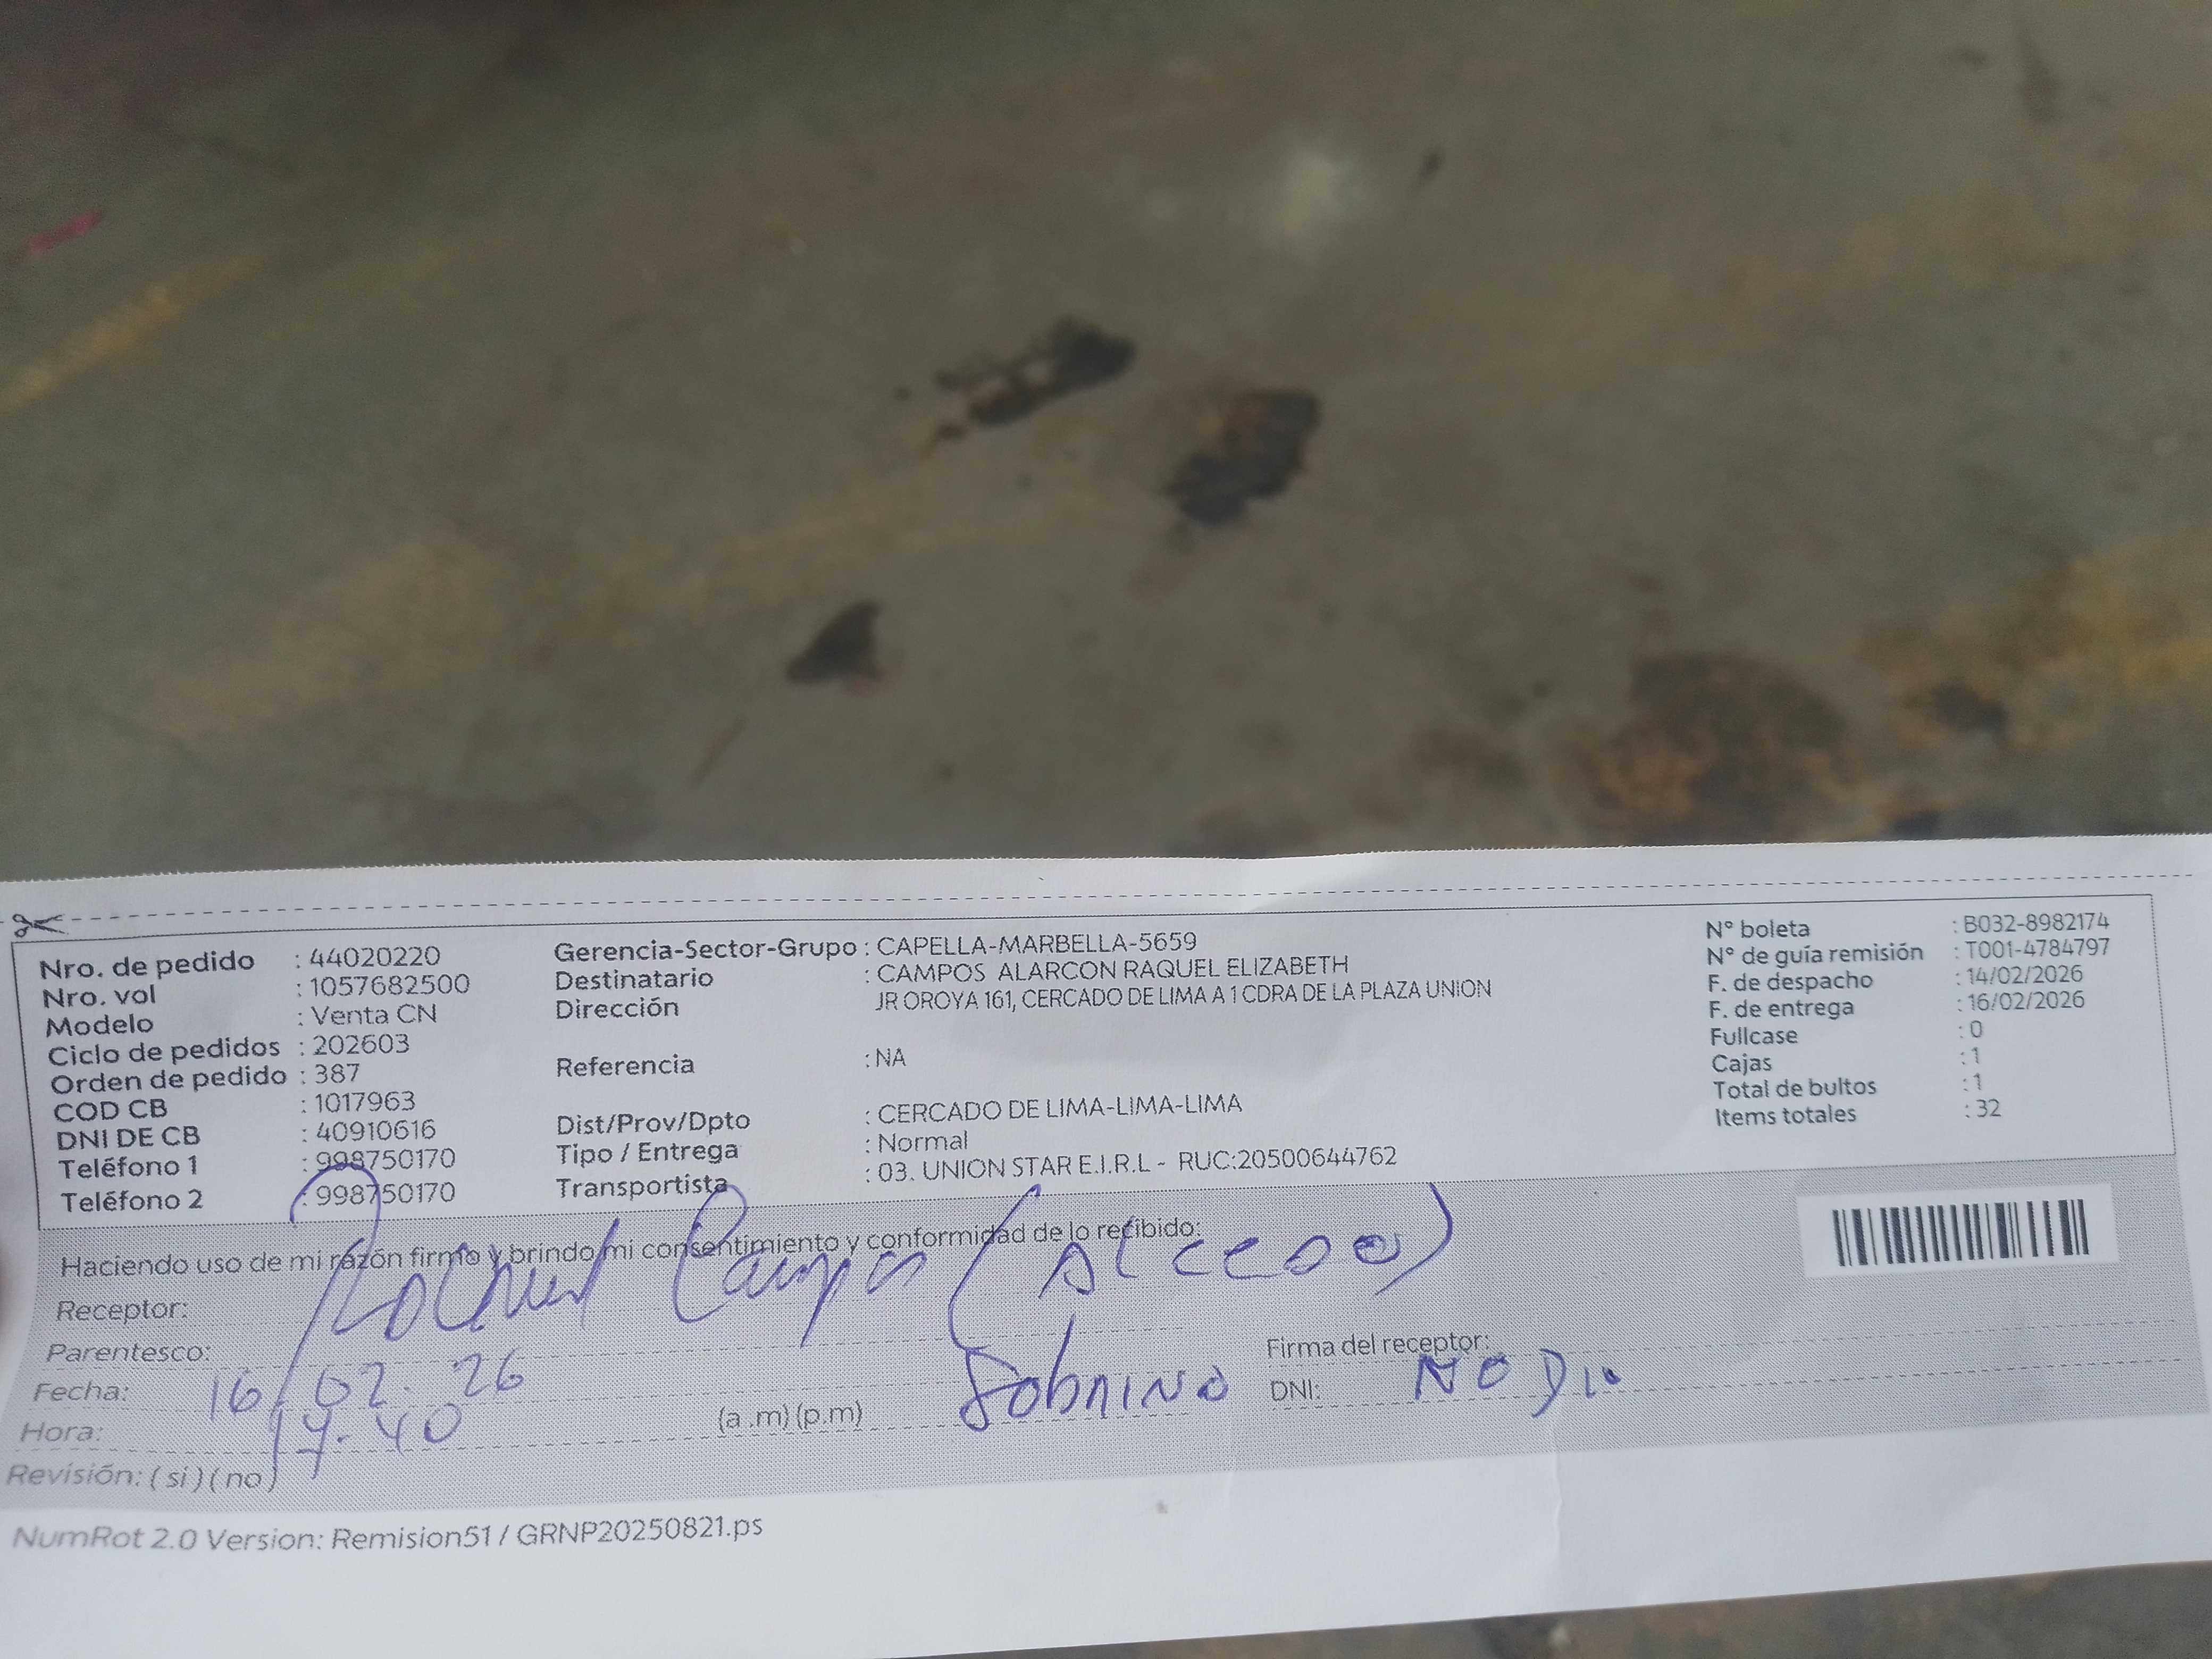 Nro. de pedido : 44020220
Nro. vol : 1057682500
Modelo : Venta CN
Ciclo de pedidos : 202603
Orden de pedido : 387
COD CB : 1017963
DNI DE CB : 40910616
Teléfono 1 : 998750170
Teléfono 2 : 998750170
Gerencia-Sector-Grupo : CAPELLA-MARBELLA-5659
Destinatario : CAMPOS ALARCON RAQUEL ELIZABETH
Dirección JR OROYA 161, CERCADO DE LIMA A 1 CDRA DE LA PLAZA UNION
Referencia : NA
Dist/Prov/Dpto : CERCADO DE LIMA-LIMA-LIMA
Tipo / Entrega : Normal
Transportista : 03. UNION STAR E.I.R.L - RUC:20500644762
N° boleta : B032-8982174
N° de guía remisión : T001-4784797
F. de despacho : 14/02/2026
F. de entrega : 16/02/2026
Fullcase : 0
Cajas : 1
Total de bultos : 1
Items totales : 32
Haciendo uso de mi razón firmo y brindo mi consentimiento y conformidad de lo recibido:
Receptor: Raquel Campos
Parentesco: Sobrino
Firma del receptor:
Fecha: 16/02.26
DNI: NO DIO
Hora: 17.40 (a .m) (p.m)
Revisión: ( si ) ( no )
NumRot 2.0 Version: Remision51 / GRNP20250821.ps